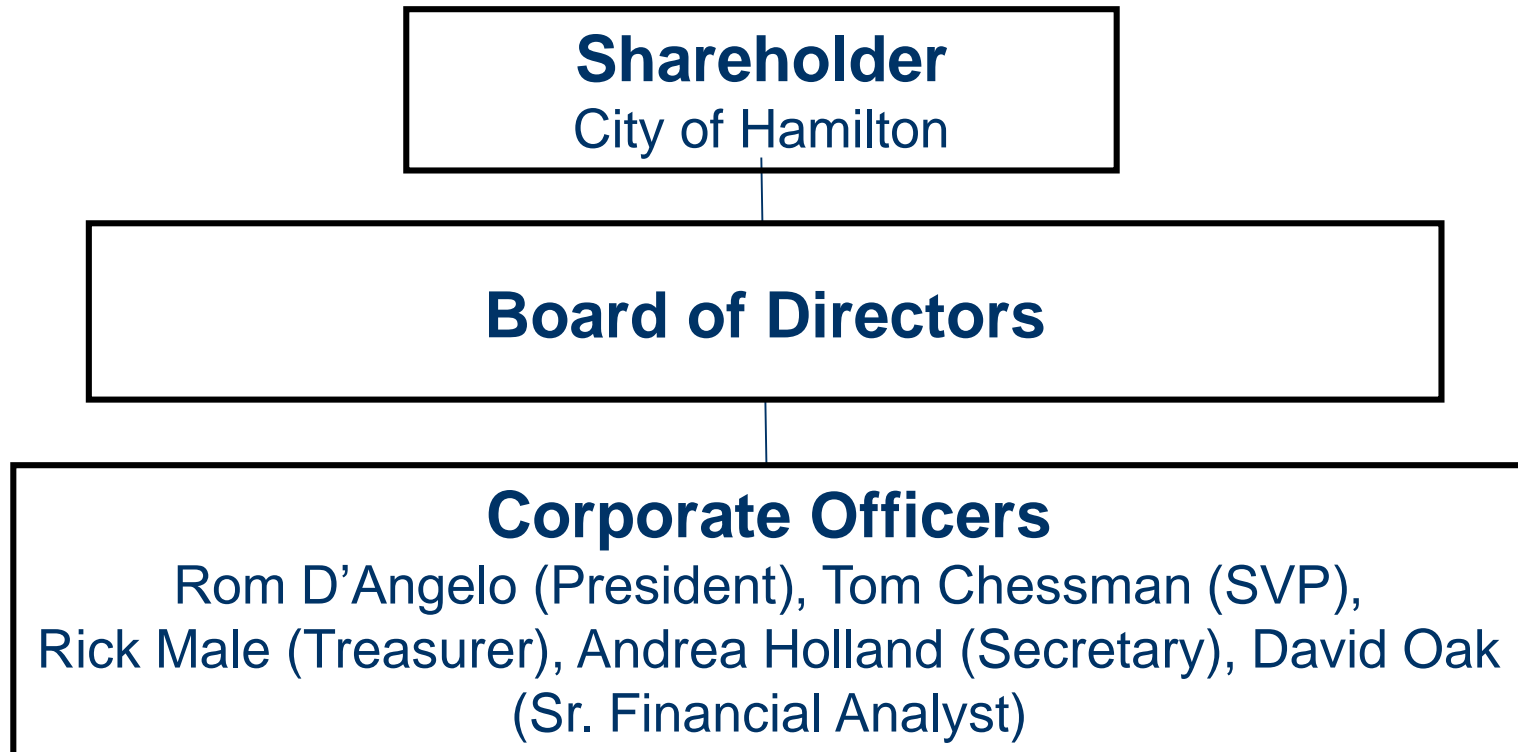 Shareholder
City of Hamilton
Board of Directors
Corporate Officers
Rom D’Angelo (President), Tom Chessman (SVP),
Rick Male (Treasurer), Andrea Holland (Secretary), David Oak
(Sr. Financial Analyst)